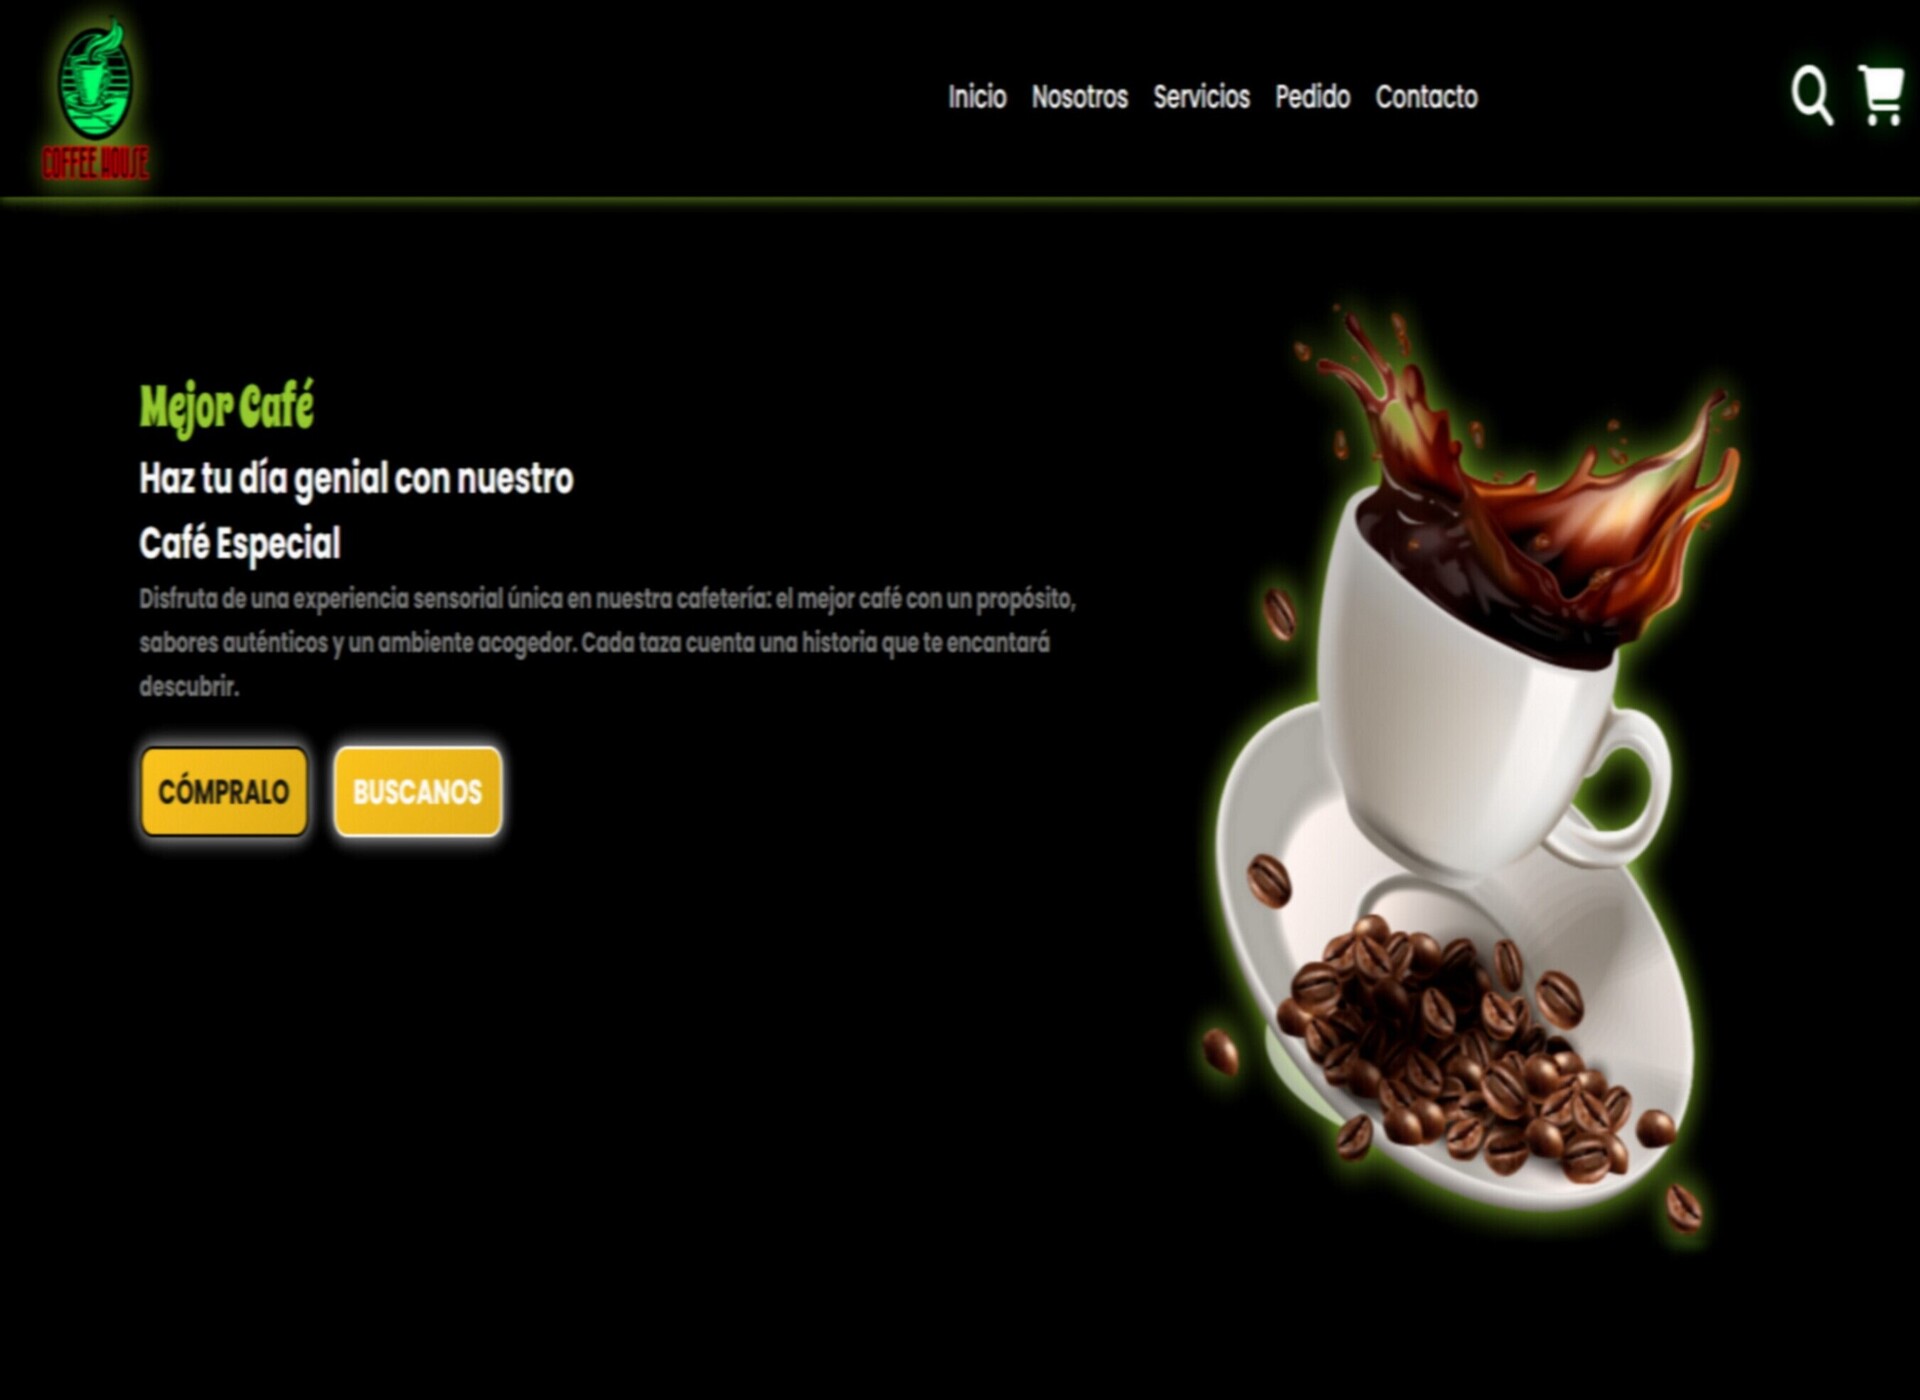 COFFEE HOUSE
Inicio Nosotros Servicios Pedido Contacto
Mejor Café
Haz tu día genial con nuestro
Café Especial
Disfruta de una experiencia sensorial única en nuestra cafetería: el mejor café con un propósito,
sabores auténticos y un ambiente acogedor. Cada taza cuenta una historia que te encantará
descubrir.
CÓMPRALO BUSCANOS